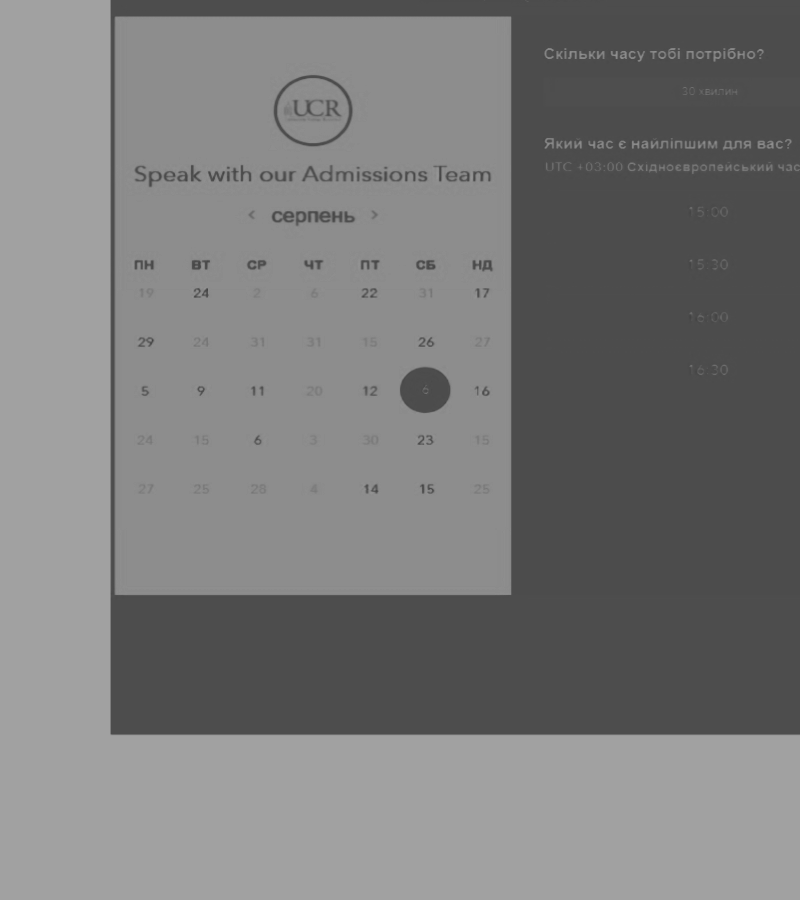 UCR
Speak with our Admissions Team
< серпень >
ПН ВТ СР ЧТ ПТ СБ НД
19 24 2 6 22 31 17
29 24 31 31 15 26 27
5 9 11 20 12 6 16
24 15 6 3 30 23 15
27 25 28 4 14 15 25
Скільки часу тобі потрібно?
30 хвилин
Який час є найліпшим для вас?
UTC +03:00 Східноєвропейський час
15:00
15:30
16:00
16:30